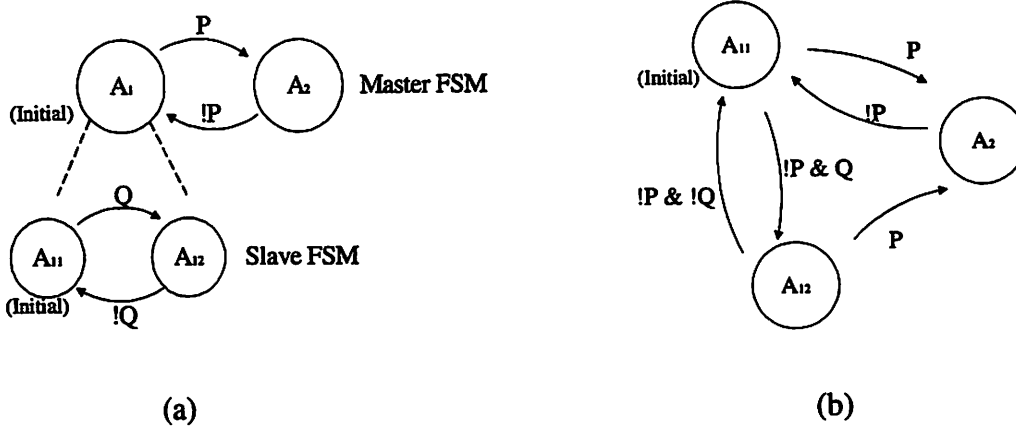 P
A₁
A₂
Master FSM
(Initial)
!P
Q
A₁₁
A₁₂
Slave FSM
(Initial)
!Q
(a)
A₁₁
(Initial)
P
!P
A₂
!P & Q
!P & !Q
P
A₁₂
(b)